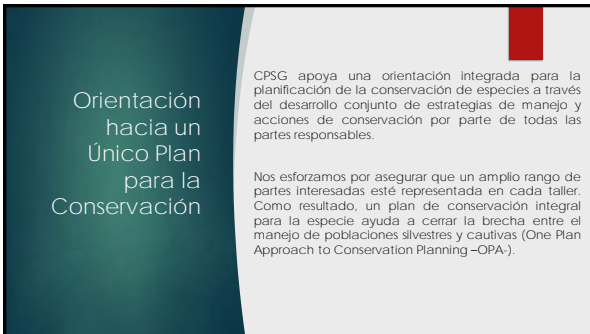 Orientación
hacia un
Único Plan
para la
Conservación
CPSG apoya una orientación integrada para la
planificación de la conservación de especies a través
del desarrollo conjunto de estrategias de manejo y
acciones de conservación por parte de todas las
partes responsables.
Nos esforzamos por asegurar que un amplio rango de
partes interesadas esté representada en cada taller.
Como resultado, un plan de conservación integral
para la especie ayuda a cerrar la brecha entre el
manejo de poblaciones silvestres y cautivas (One Plan
Approach to Conservation Planning –OPA-).